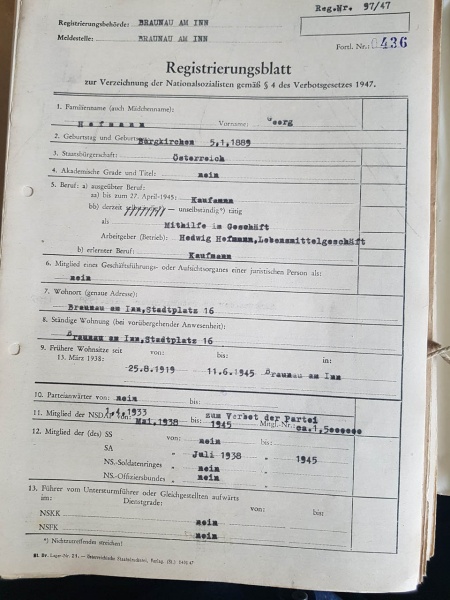 Reg.Nr. 97/47
Registrierungsbehörde: BRAUNAU AM INN
Meldestelle: BRAUNAU AM INN
Fortl. Nr.: 0436
Registrierungsblatt
zur Verzeichnung der Nationalsozialisten gemäß § 4 des Verbotsgesetzes 1947.
1. Familienname (auch Mädchenname):
Hofmann Vorname: Georg
2. Geburtstag und Geburtsort: Burgkirchen 5,1,1889
3. Staatsbürgerschaft: Österreich
4. Akademische Grade und Titel: nein
5. Beruf: a) ausgeübter Beruf:
aa) bis zum 27. April 1945: Kaufmann
bb) derzeit selbständig*) — unselbständig*) tätig
als Mithilfe im Geschäft
Arbeitgeber (Betrieb): Hedwig Hofmann,Lebensmittelgeschäft
b) erlernter Beruf: Kaufmann
6. Mitglied eines Geschäftsführungs- oder Aufsichtsorganes einer juristischen Person als:
nein
7. Wohnort (genaue Adresse):
Braunau am Inn,Stadtplatz 16
8. Ständige Wohnung (bei vorübergehender Anwesenheit):
Braunau am Inn,Stadtplatz 16
9. Frühere Wohnsitze seit von: bis: in:
13. März 1938: 25.8.1919 11.6.1945 Braunau am Inn
10. Parteianwärter von: nein bis:
1,4,1933 zum Verbot der Partei
11. Mitglied der NSDAP von: Mai,1938 bis: 1945 Mitgl.-Nr.
12. Mitglied der (des) SS von: nein bis:
SA " Juli 1938 " 1945
NS.-Soldatenringes " nein "
NS.-Offiziersbundes " nein "
13. Führer vom Untersturmführer oder Gleichgestellten aufwärts
im: Dienstgrade: von: bis:
NSKK nein
NSFK nein
*) Nichtzutreffendes streichen!